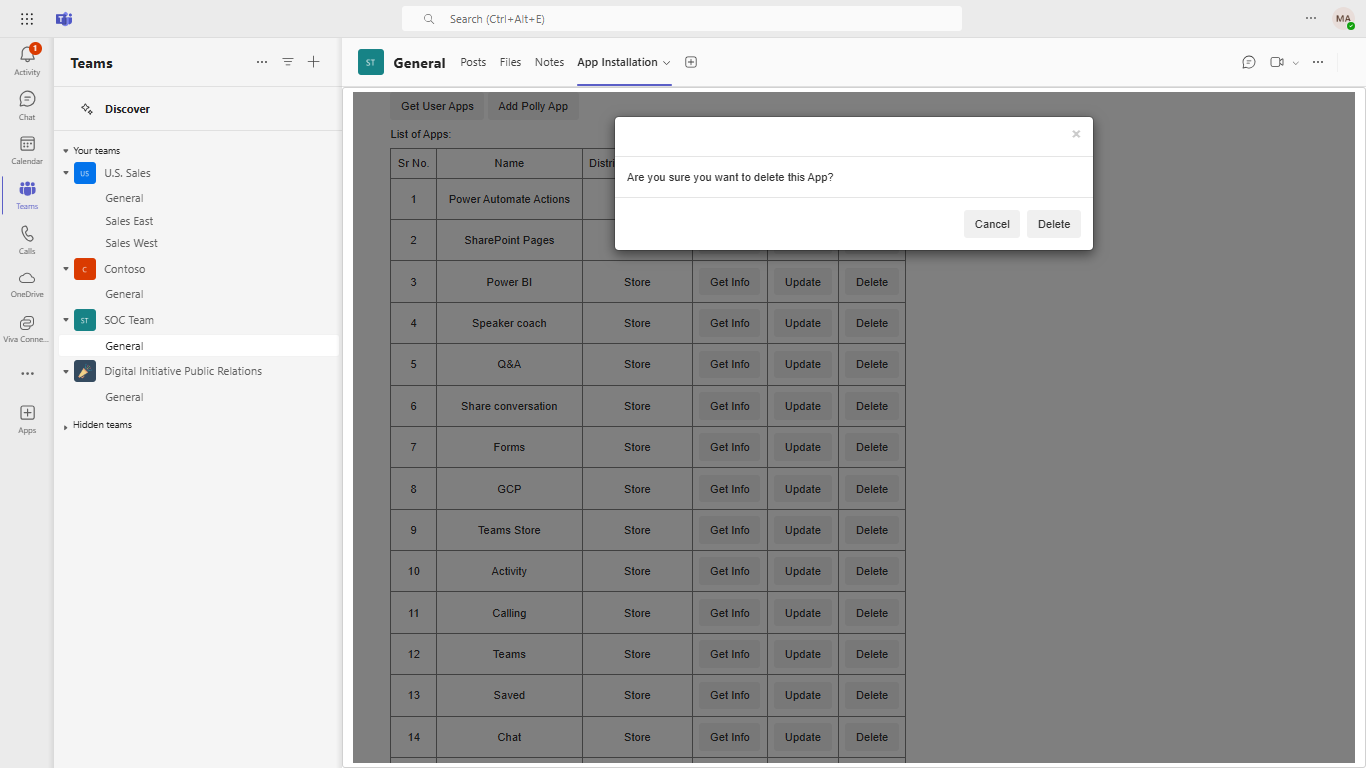 Search (Ctrl+Alt+E)
MA
1
Activity
Chat
Calendar
Teams
Calls
OneDrive
Viva Conne...
Apps
Teams
Discover
Your teams
US U.S. Sales
General
Sales East
Sales West
C Contoso
General
ST SOC Team
General
Digital Initiative Public Relations
General
Hidden teams
ST General Posts Files Notes App Installation
Get User Apps Add Polly App
List of Apps:
Sr No. Name
1 Power Automate Actions
2 SharePoint Pages
3 Power BI Store Get Info Update Delete
4 Speaker coach Store Get Info Update Delete
5 Q&A Store Get Info Update Delete
6 Share conversation Store Get Info Update Delete
7 Forms Store Get Info Update Delete
8 GCP Store Get Info Update Delete
9 Teams Store Store Get Info Update Delete
10 Activity Store Get Info Update Delete
11 Calling Store Get Info Update Delete
12 Teams Store Get Info Update Delete
13 Saved Store Get Info Update Delete
14 Chat Store Get Info Update Delete
×
Are you sure you want to delete this App?
Cancel Delete